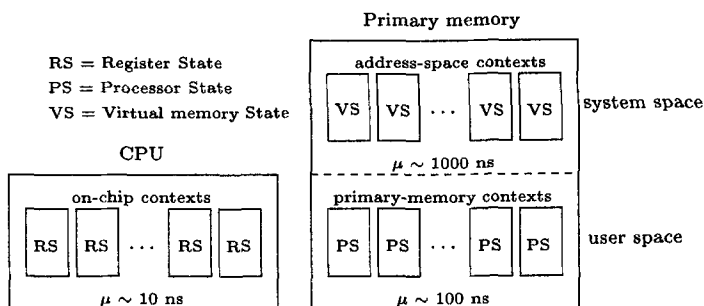 Primary memory
RS = Register State
PS = Processor State
VS = Virtual memory State
address-space contexts
VS VS ... VS VS
system space
μ ~ 1000 ns
CPU
on-chip contexts
RS RS ... RS RS
μ ~ 10 ns
primary-memory contexts
PS PS ... PS PS
user space
μ ~ 100 ns